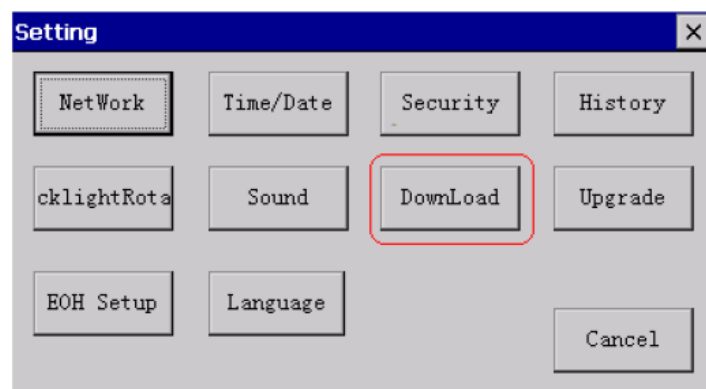 Setting
NetWork
Time/Date
Security
History
cklightRota
Sound
DownLoad
Upgrade
EOH Setup
Language
Cancel